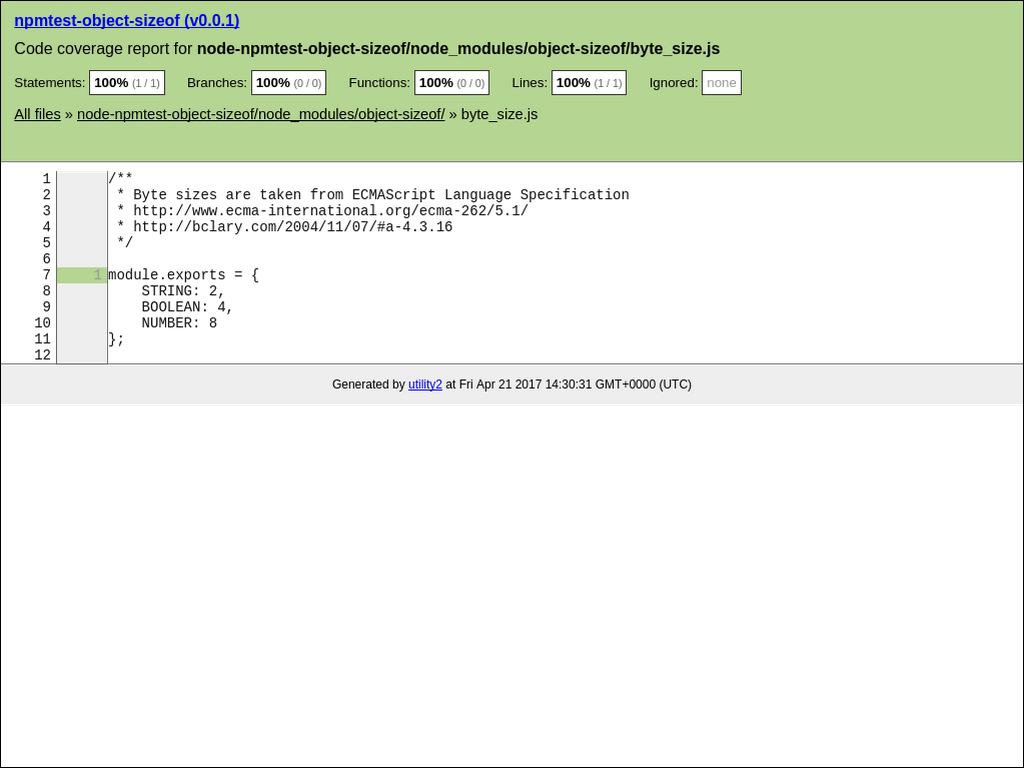 npmtest-object-sizeof (v0.0.1)
Code coverage report for node-npmtest-object-sizeof/node_modules/object-sizeof/byte_size.js
Statements: 100% (1 / 1) Branches: 100% (0 / 0) Functions: 100% (0 / 0) Lines: 100% (1 / 1) Ignored: none
All files » node-npmtest-object-sizeof/node_modules/object-sizeof/ » byte_size.js
1 /**
2  * Byte sizes are taken from ECMAScript Language Specification
3  * http://www.ecma-international.org/ecma-262/5.1/
4  * http://bclary.com/2004/11/07/#a-4.3.16
5  */
6
7 1 module.exports = {
8     STRING: 2,
9     BOOLEAN: 4,
10     NUMBER: 8
11 };
12
Generated by utility2 at Fri Apr 21 2017 14:30:31 GMT+0000 (UTC)